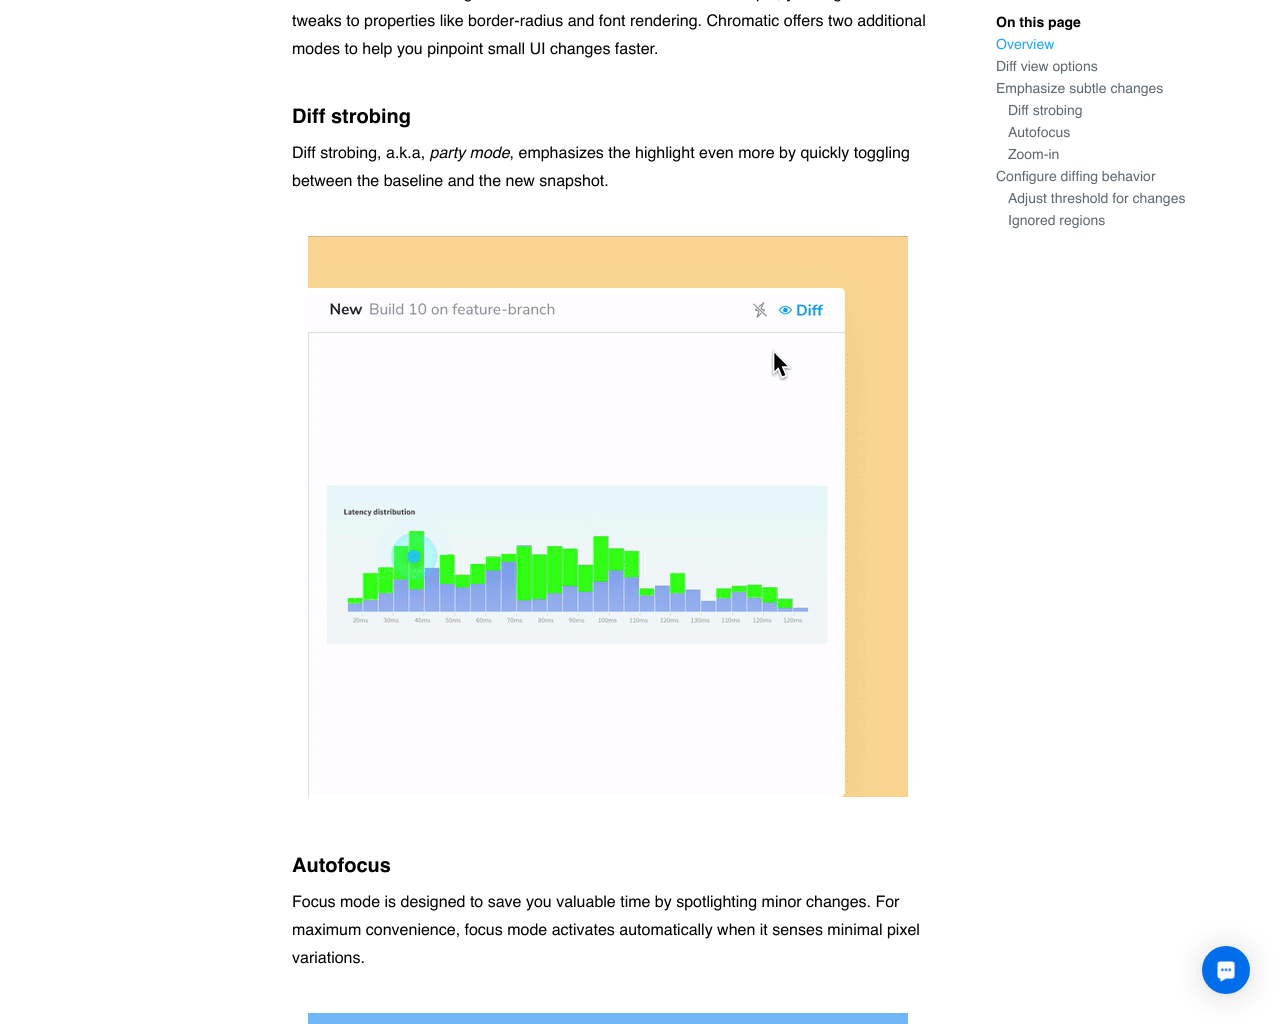 tweaks to properties like border-radius and font rendering. Chromatic offers two additional
modes to help you pinpoint small UI changes faster.
Diff strobing
Diff strobing, a.k.a, party mode, emphasizes the highlight even more by quickly toggling
between the baseline and the new snapshot.
New Build 10 on feature-branch
Diff
Latency distribution
20ms 30ms 40ms 50ms 60ms 70ms 80ms 90ms 100ms 110ms 120ms 130ms 110ms 120ms 120ms
Autofocus
Focus mode is designed to save you valuable time by spotlighting minor changes. For
maximum convenience, focus mode activates automatically when it senses minimal pixel
variations.
On this page
Overview
Diff view options
Emphasize subtle changes
Diff strobing
Autofocus
Zoom-in
Configure diffing behavior
Adjust threshold for changes
Ignored regions